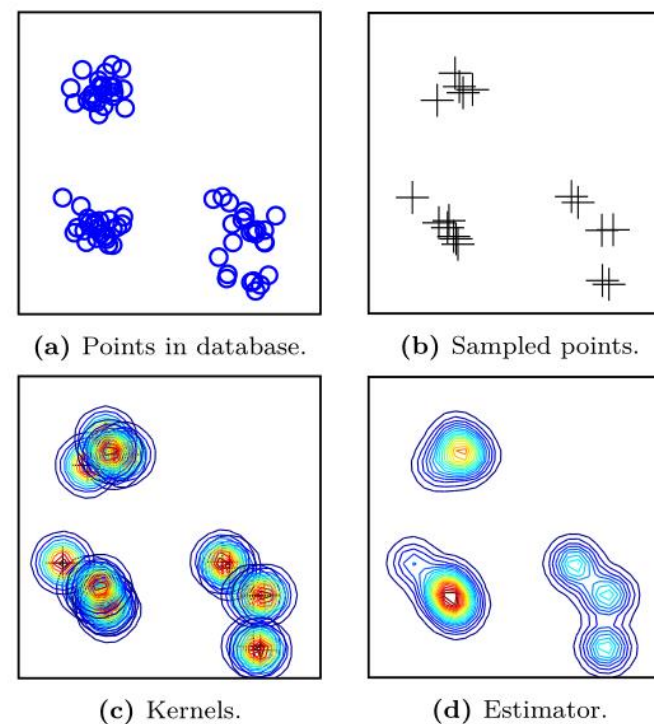 (a) Points in database.
(b) Sampled points.
(c) Kernels.
(d) Estimator.